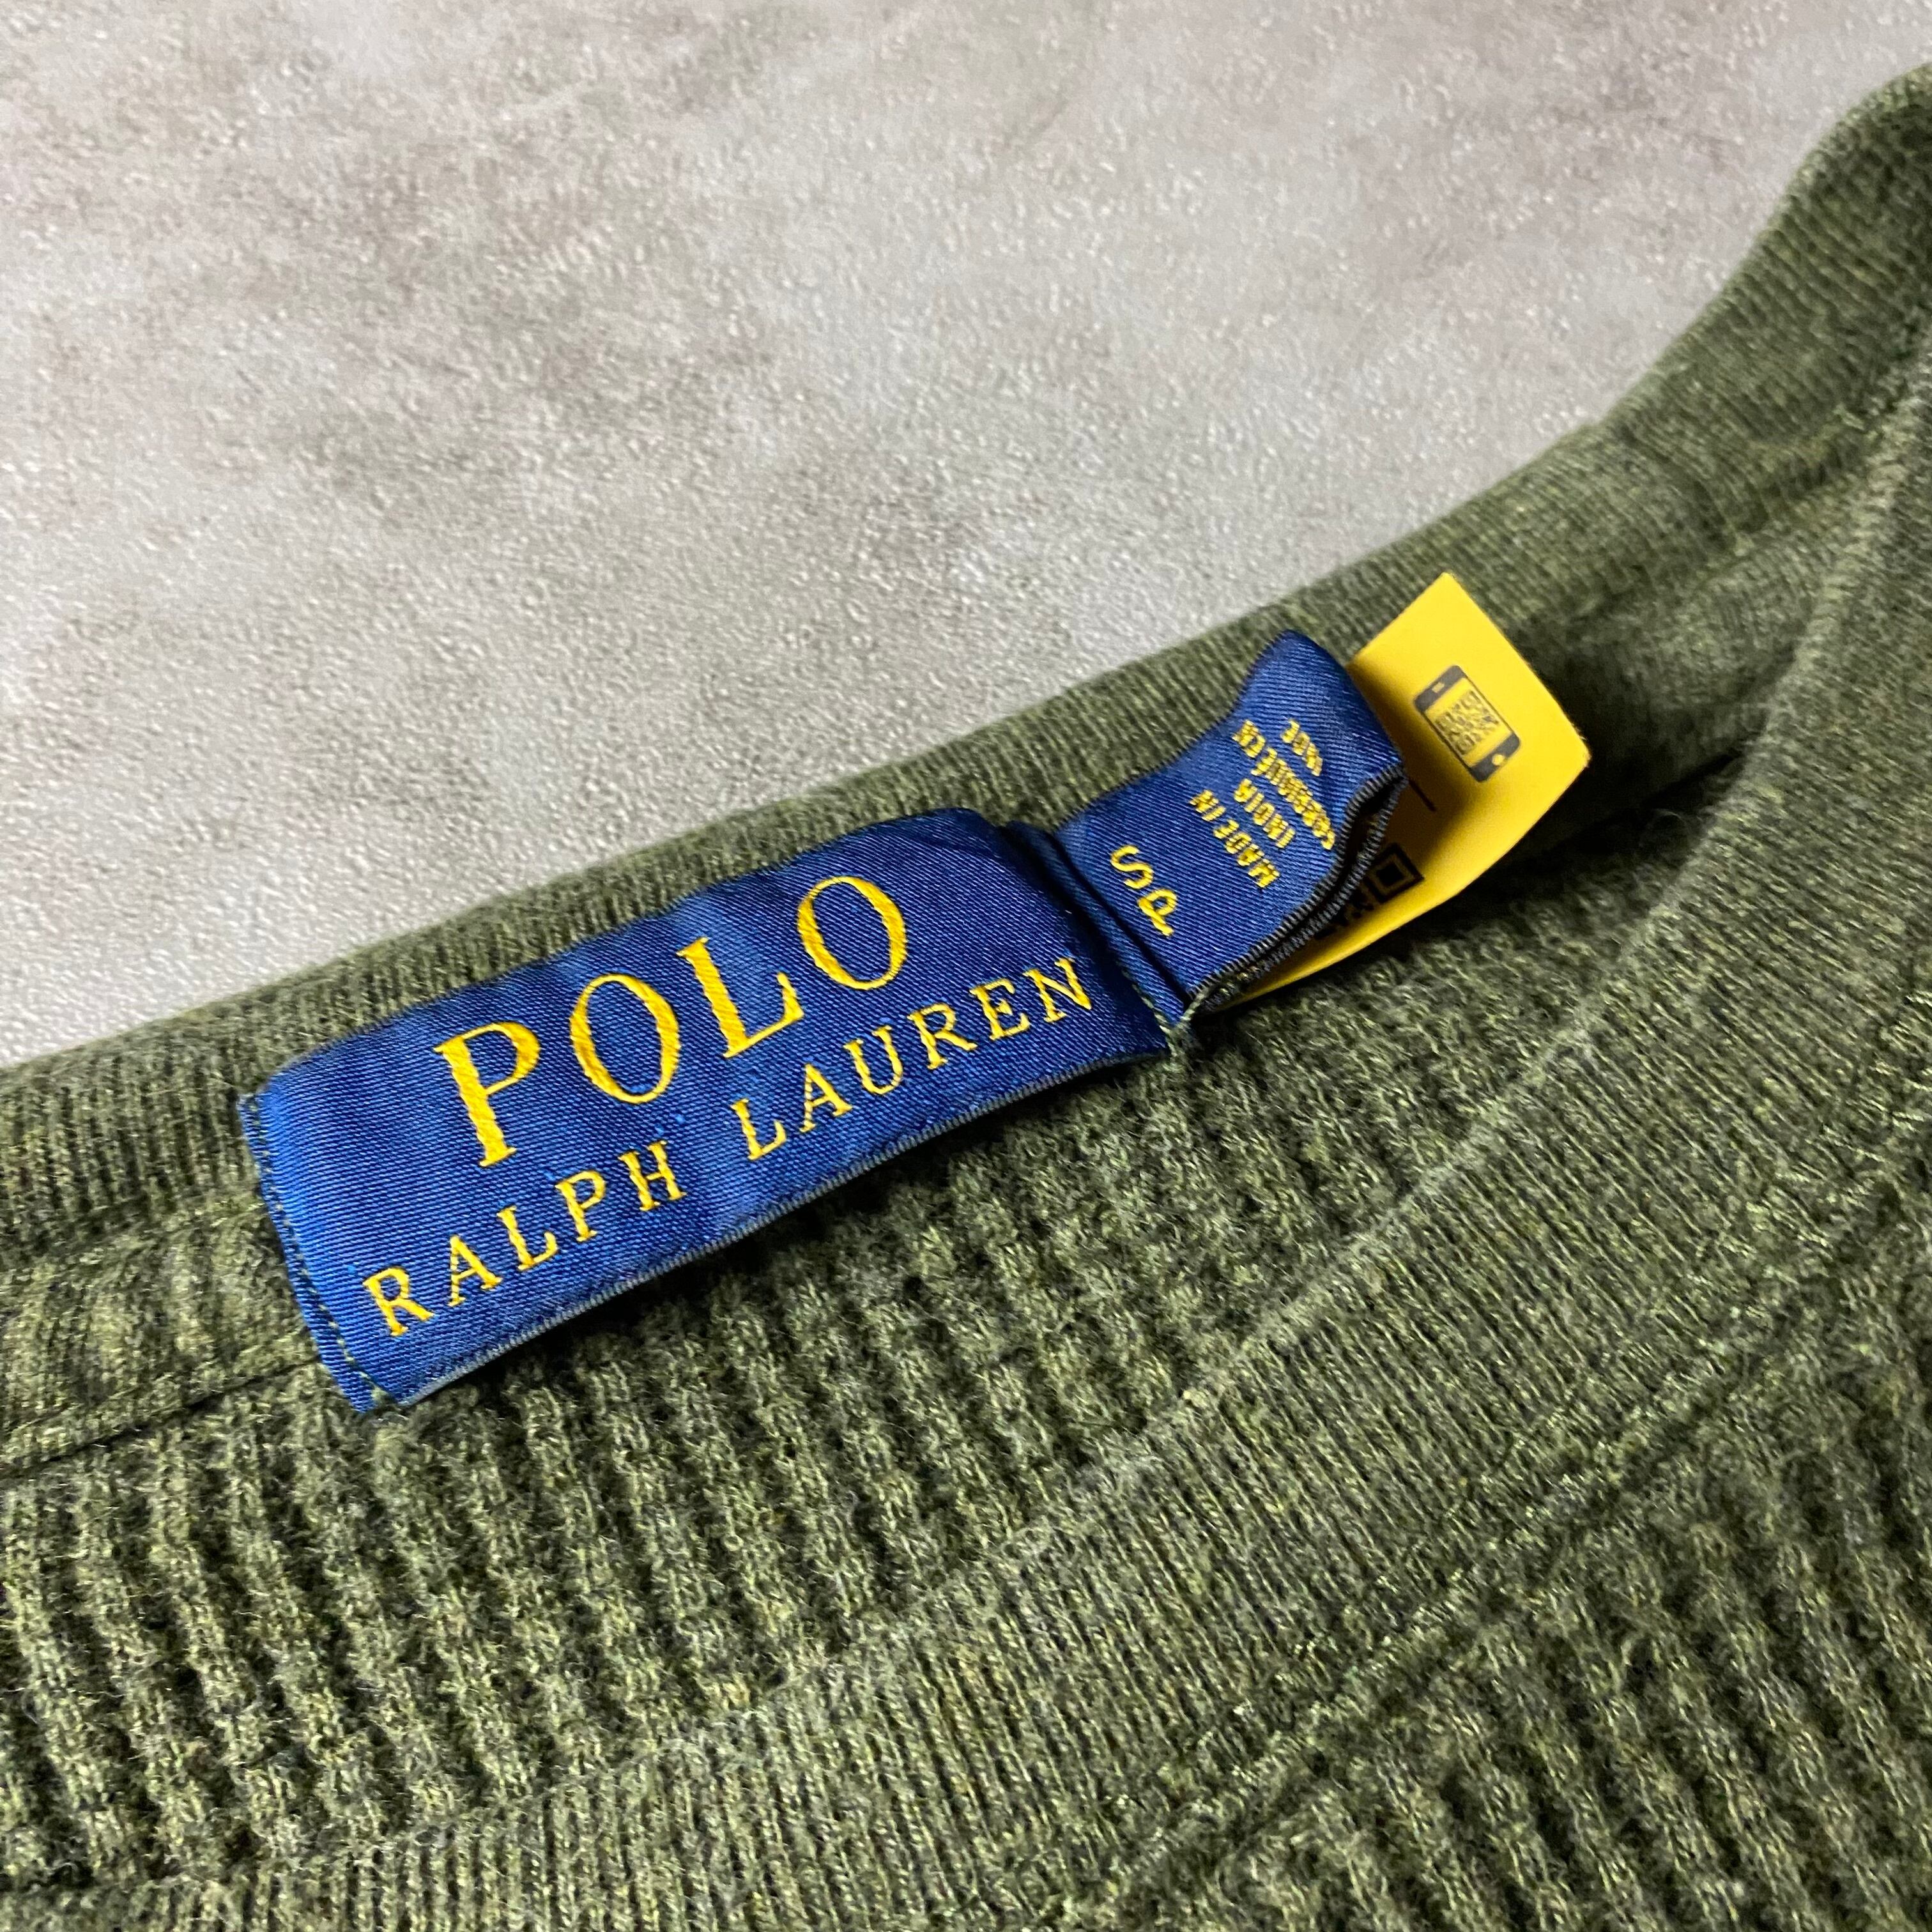 POLO
RALPH LAUREN
SP
MADE IN
INDIA